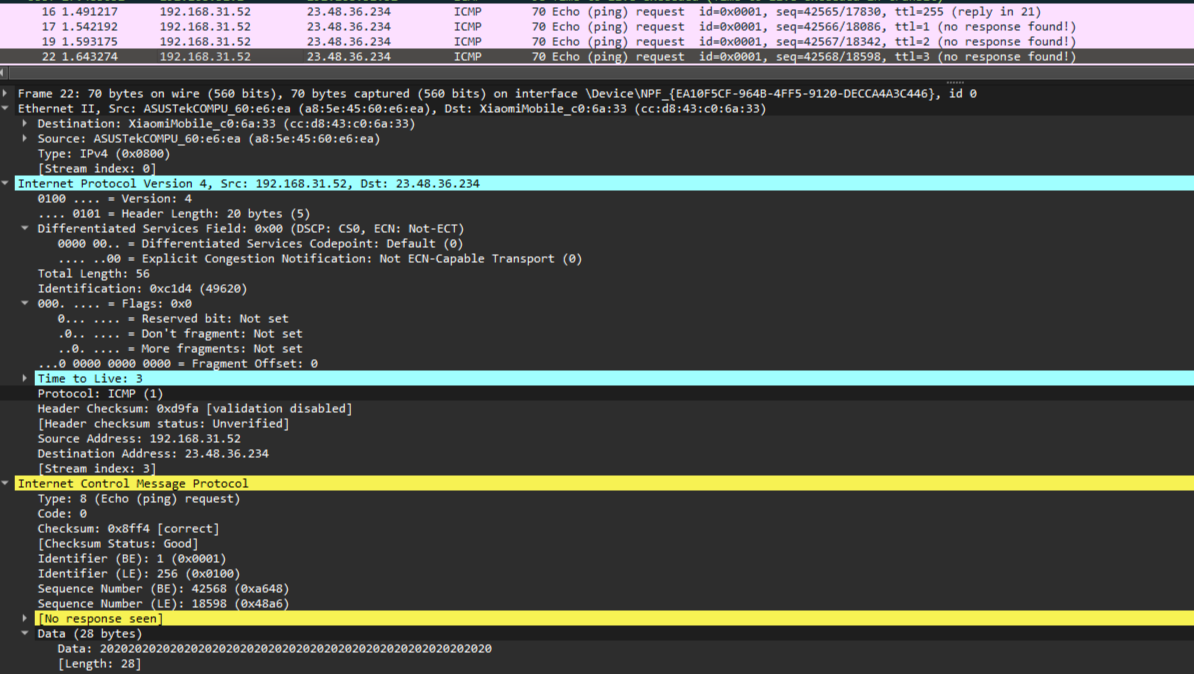 16 1.491217 192.168.31.52 23.48.36.234 ICMP 70 Echo (ping) request id=0x0001, seq=42565/17830, ttl=255 (reply in 21)
17 1.542192 192.168.31.52 23.48.36.234 ICMP 70 Echo (ping) request id=0x0001, seq=42566/18086, ttl=1 (no response found!)
19 1.593175 192.168.31.52 23.48.36.234 ICMP 70 Echo (ping) request id=0x0001, seq=42567/18342, ttl=2 (no response found!)
22 1.643274 192.168.31.52 23.48.36.234 ICMP 70 Echo (ping) request id=0x0001, seq=42568/18598, ttl=3 (no response found!)
Frame 22: 70 bytes on wire (560 bits), 70 bytes captured (560 bits) on interface \Device\NPF_{EA10F5CF-964B-4FF5-9120-DECCA4A3C446}, id 0
Ethernet II, Src: ASUSTekCOMPU_60:e6:ea (a8:5e:45:60:e6:ea), Dst: XiaomiMobile_c0:6a:33 (cc:d8:43:c0:6a:33)
Destination: XiaomiMobile_c0:6a:33 (cc:d8:43:c0:6a:33)
Source: ASUSTekCOMPU_60:e6:ea (a8:5e:45:60:e6:ea)
Type: IPv4 (0x0800)
[Stream index: 0]
Internet Protocol Version 4, Src: 192.168.31.52, Dst: 23.48.36.234
0100 .... = Version: 4
.... 0101 = Header Length: 20 bytes (5)
Differentiated Services Field: 0x00 (DSCP: CS0, ECN: Not-ECT)
0000 00.. = Differentiated Services Codepoint: Default (0)
.... ..00 = Explicit Congestion Notification: Not ECN-Capable Transport (0)
Total Length: 56
Identification: 0xc1d4 (49620)
000. .... = Flags: 0x0
0... .... = Reserved bit: Not set
.0.. .... = Don't fragment: Not set
..0. .... = More fragments: Not set
...0 0000 0000 0000 = Fragment Offset: 0
Time to Live: 3
Protocol: ICMP (1)
Header Checksum: 0xd9fa [validation disabled]
[Header checksum status: Unverified]
Source Address: 192.168.31.52
Destination Address: 23.48.36.234
[Stream index: 3]
Internet Control Message Protocol
Type: 8 (Echo (ping) request)
Code: 0
Checksum: 0x8ff4 [correct]
[Checksum Status: Good]
Identifier (BE): 1 (0x0001)
Identifier (LE): 256 (0x0100)
Sequence Number (BE): 42568 (0xa648)
Sequence Number (LE): 18598 (0x48a6)
[No response seen]
Data (28 bytes)
Data: 20202020202020202020202020202020202020202020202020202020
[Length: 28]